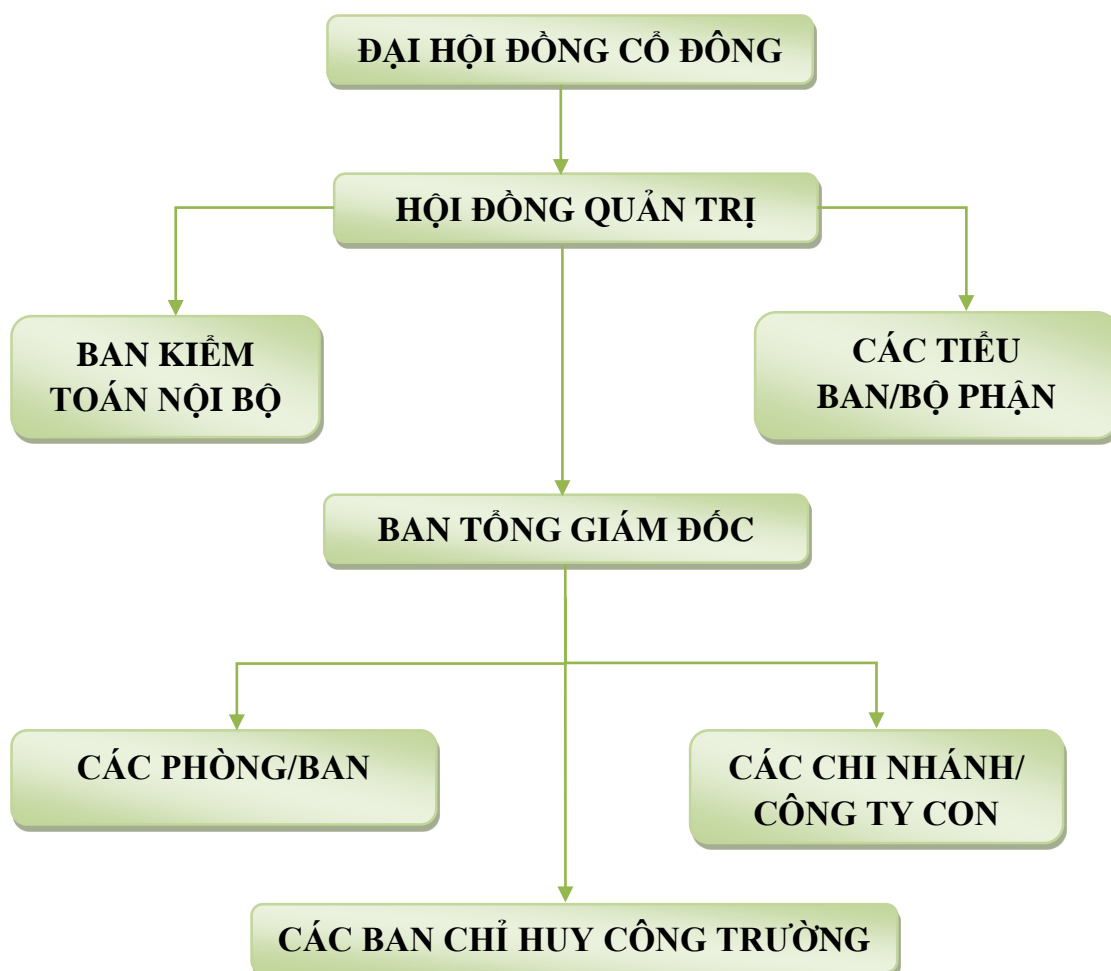 ĐẠI HỘI ĐỒNG CỔ ĐÔNG
HỘI ĐỒNG QUẢN TRỊ
BAN KIỂM
TOÁN NỘI BỘ
CÁC TIỂU
BAN/BỘ PHẬN
BAN TỔNG GIÁM ĐỐC
CÁC PHÒNG/BAN
CÁC CHI NHÁNH/
CÔNG TY CON
CÁC BAN CHỈ HUY CÔNG TRƯỜNG